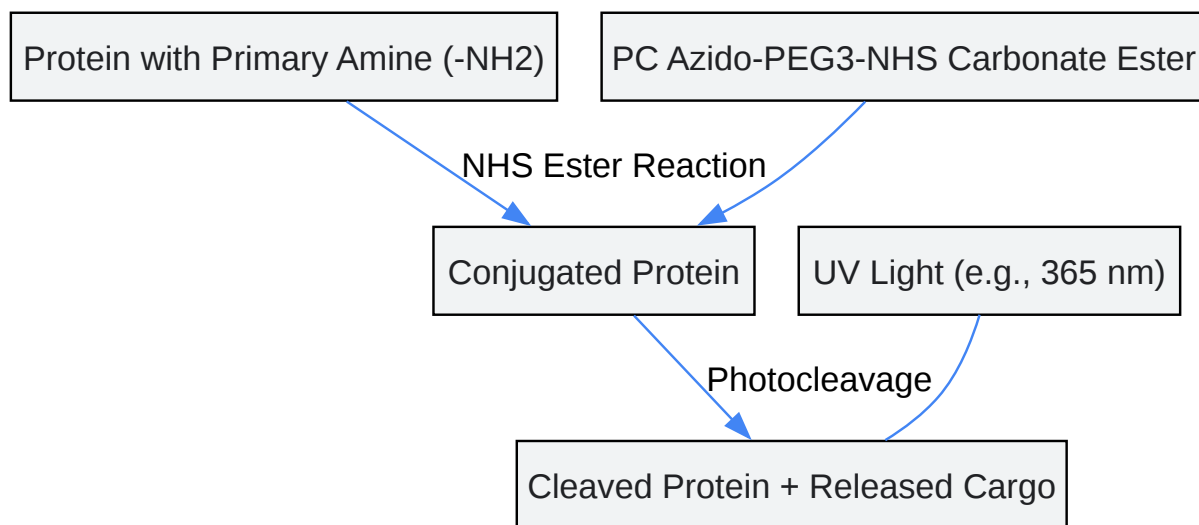 Protein with Primary Amine (-NH2)
PC Azido-PEG3-NHS Carbonate Ester
NHS Ester Reaction
Conjugated Protein
UV Light (e.g., 365 nm)
Photocleavage
Cleaved Protein + Released Cargo